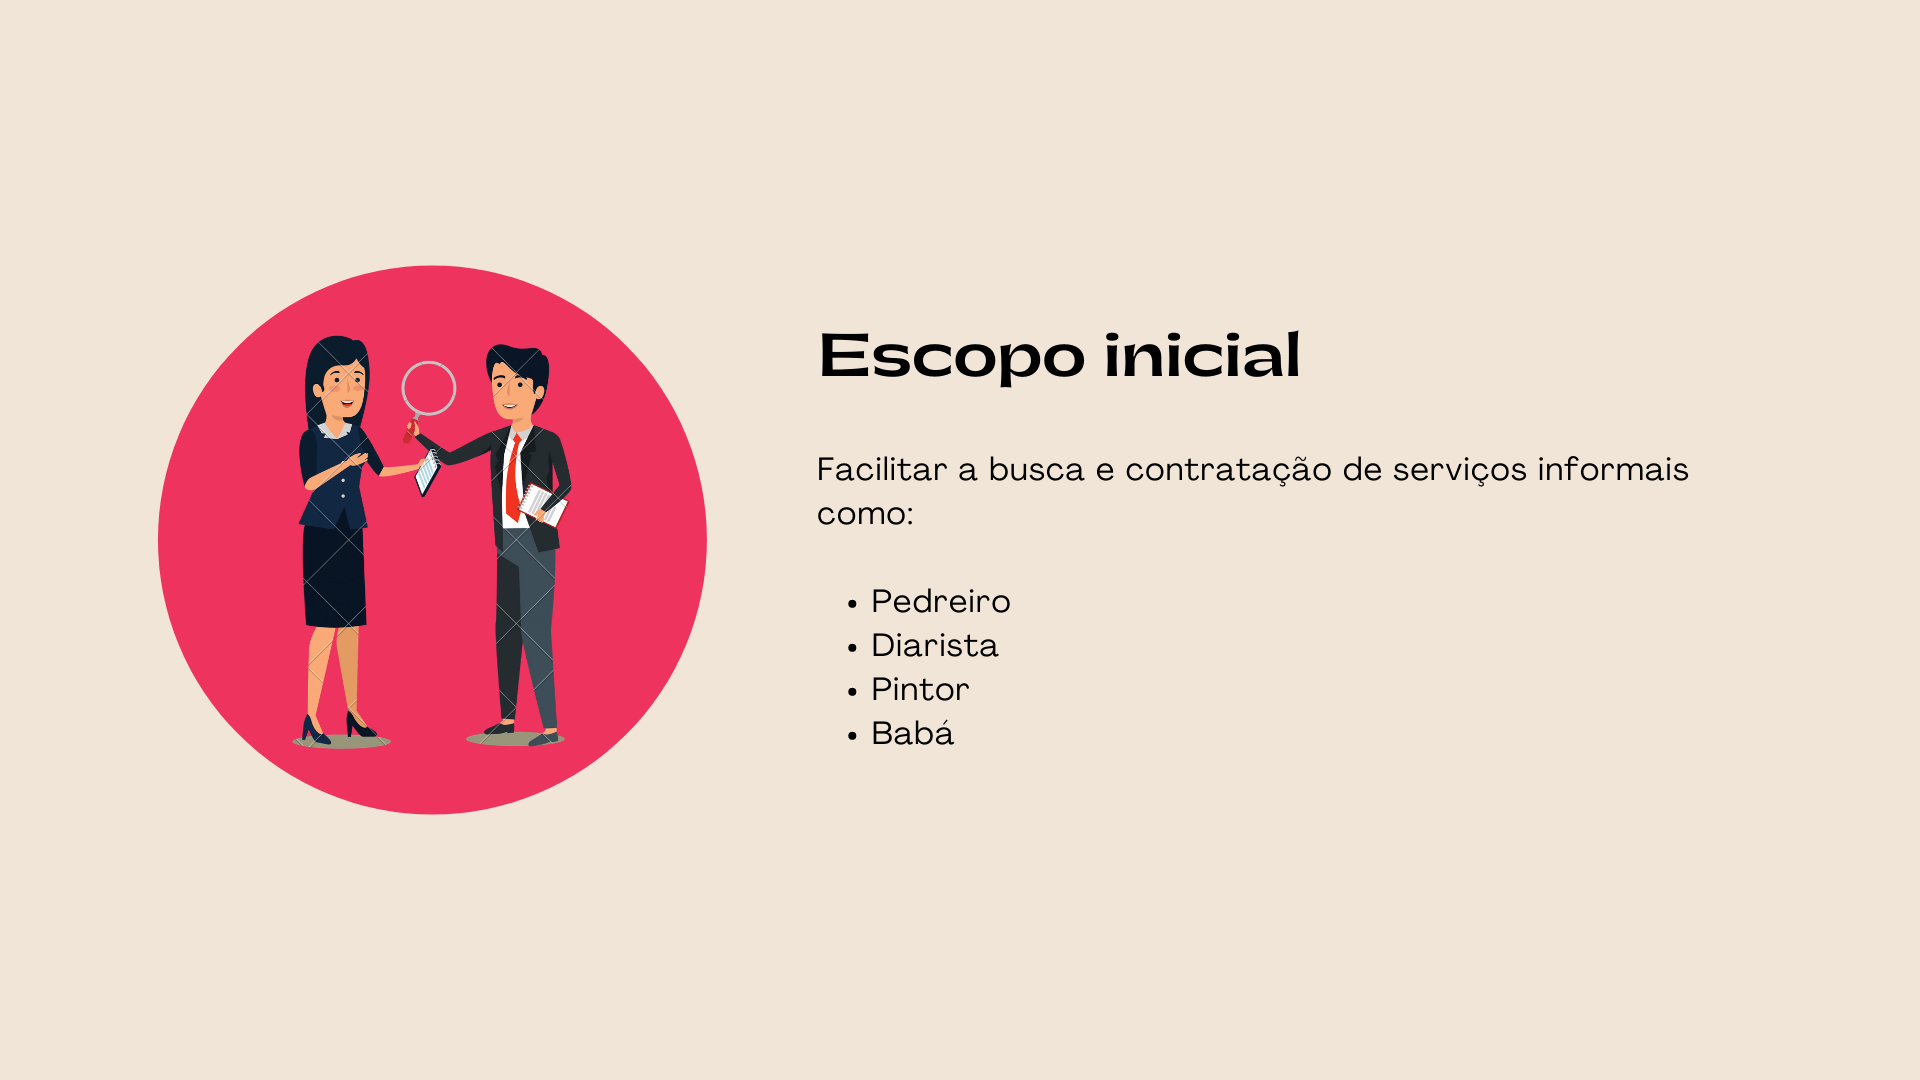 Escopo inicial
Facilitar a busca e contratação de serviços informais
como:
• Pedreiro
• Diarista
• Pintor
• Babá